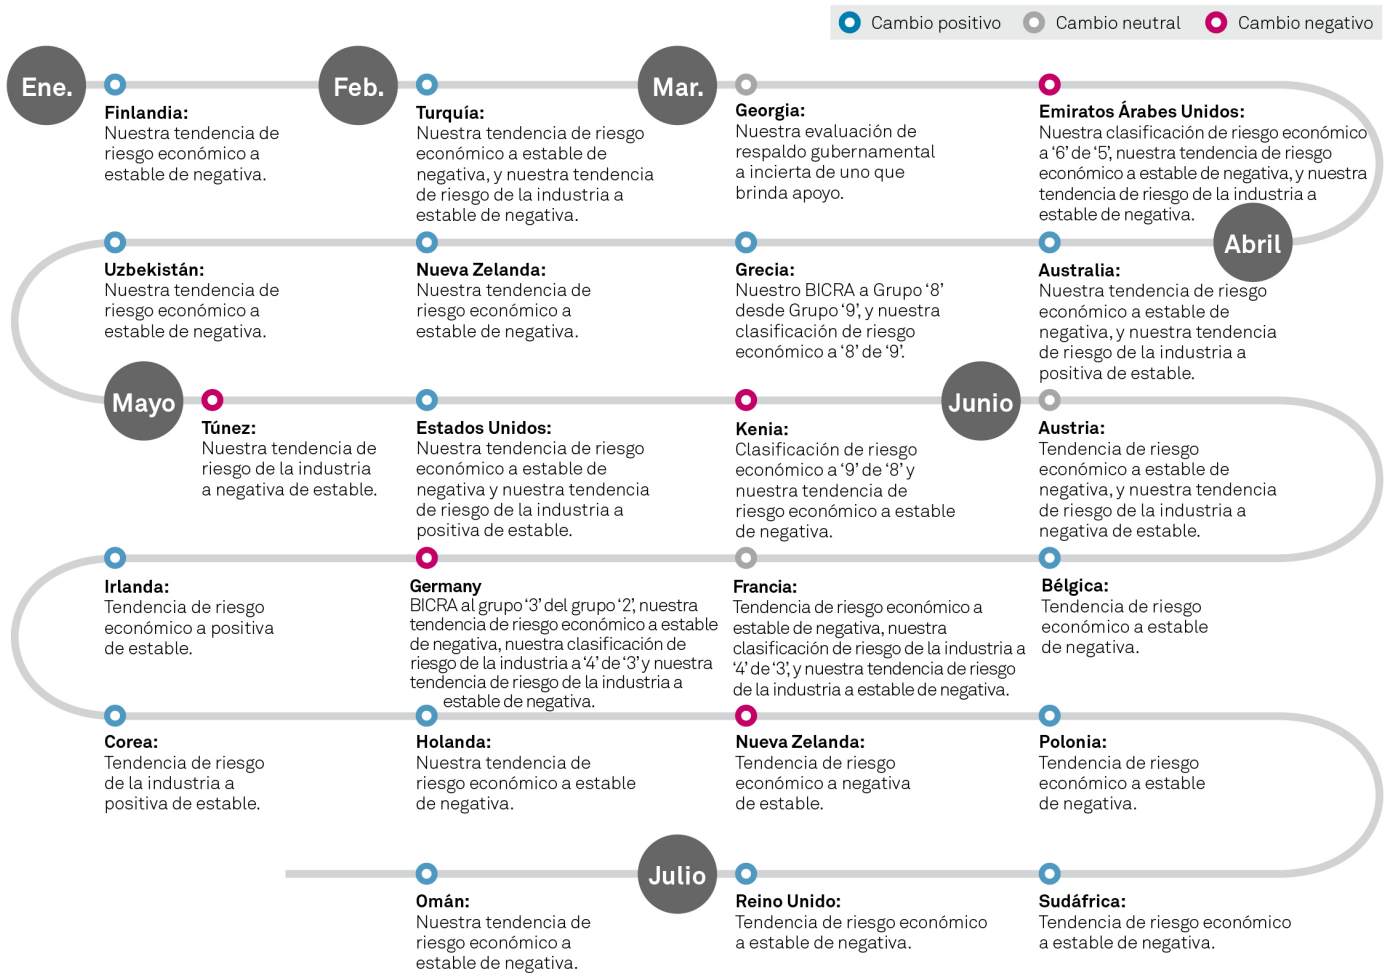 Cambio positivo
Cambio neutral
Cambio negativo
Ene.
Finlandia:
Nuestra tendencia de
riesgo económico a
estable de negativa.
Feb.
Turquía:
Nuestra tendencia de riesgo
económico a estable de
negativa, y nuestra tendencia
de riesgo de la industria a
estable de negativa.
Mar.
Georgia:
Nuestra evaluación de
respaldo gubernamental
a incierta de uno que
brinda apoyo.
Emiratos Árabes Unidos:
Nuestra clasificación de riesgo económico
a ‘6’ de ‘5’, nuestra tendencia de riesgo
económico a estable de negativa, y nuestra
tendencia de riesgo de la industria a
estable de negativa.
Abril
Australia:
Nuestra tendencia de riesgo
económico a estable de
negativa, y nuestra tendencia
de riesgo de la industria a
positiva de estable.
Grecia:
Nuestro BICRA a Grupo ‘8’
desde Grupo ‘9’, y nuestra
clasificación de riesgo
económico a ‘8’ de ‘9’.
Nueva Zelanda:
Nuestra tendencia de
riesgo económico a
estable de negativa.
Uzbekistán:
Nuestra tendencia de
riesgo económico a
estable de negativa.
Mayo
Túnez:
Nuestra tendencia de
riesgo de la industria
a negativa de estable.
Estados Unidos:
Nuestra tendencia de riesgo
económico a estable de
negativa y nuestra tendencia
de riesgo de la industria a
positiva de estable.
Kenia:
Clasificación de riesgo
económico a ‘9’ de ‘8’ y
nuestra tendencia de
riesgo económico a estable
de negativa.
Junio
Austria:
Tendencia de riesgo
económico a estable de
negativa, y nuestra tendencia
de riesgo de la industria a
negativa de estable.
Bélgica:
Tendencia de riesgo
económico a estable
de negativa.
Francia:
Tendencia de riesgo económico a
estable de negativa, nuestra
clasificación de riesgo de la industria a
‘4’ de ‘3’, y nuestra tendencia de riesgo
de la industria a estable de negativa.
Germany
BICRA al grupo ‘3’ del grupo ‘2’, nuestra
tendencia de riesgo económico a estable
de negativa, nuestra clasificación de
riesgo de la industria a ‘4’ de ‘3’ y nuestra
tendencia de riesgo de la industria a
estable de negativa.
Irlanda:
Tendencia de riesgo
económico a positiva
de estable.
Corea:
Tendencia de riesgo
de la industria a
positiva de estable.
Holanda:
Nuestra tendencia de
riesgo económico a estable
de negativa.
Nueva Zelanda:
Tendencia de riesgo
económico a negativa
de estable.
Polonia:
Tendencia de riesgo
económico a estable
de negativa.
Sudáfrica:
Tendencia de riesgo económico
a estable de negativa.
Reino Unido:
Tendencia de riesgo económico
a estable de negativa.
Julio
Omán:
Nuestra tendencia de
riesgo económico a
estable de negativa.